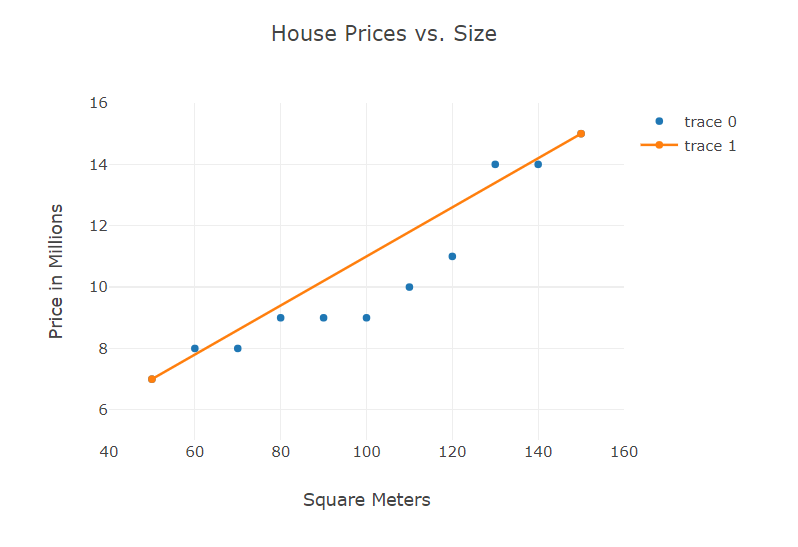 House Prices vs. Size
16
14
12
10
8
6
40 60 80 100 120 140 160
Price in Millions
Square Meters
trace 0
trace 1